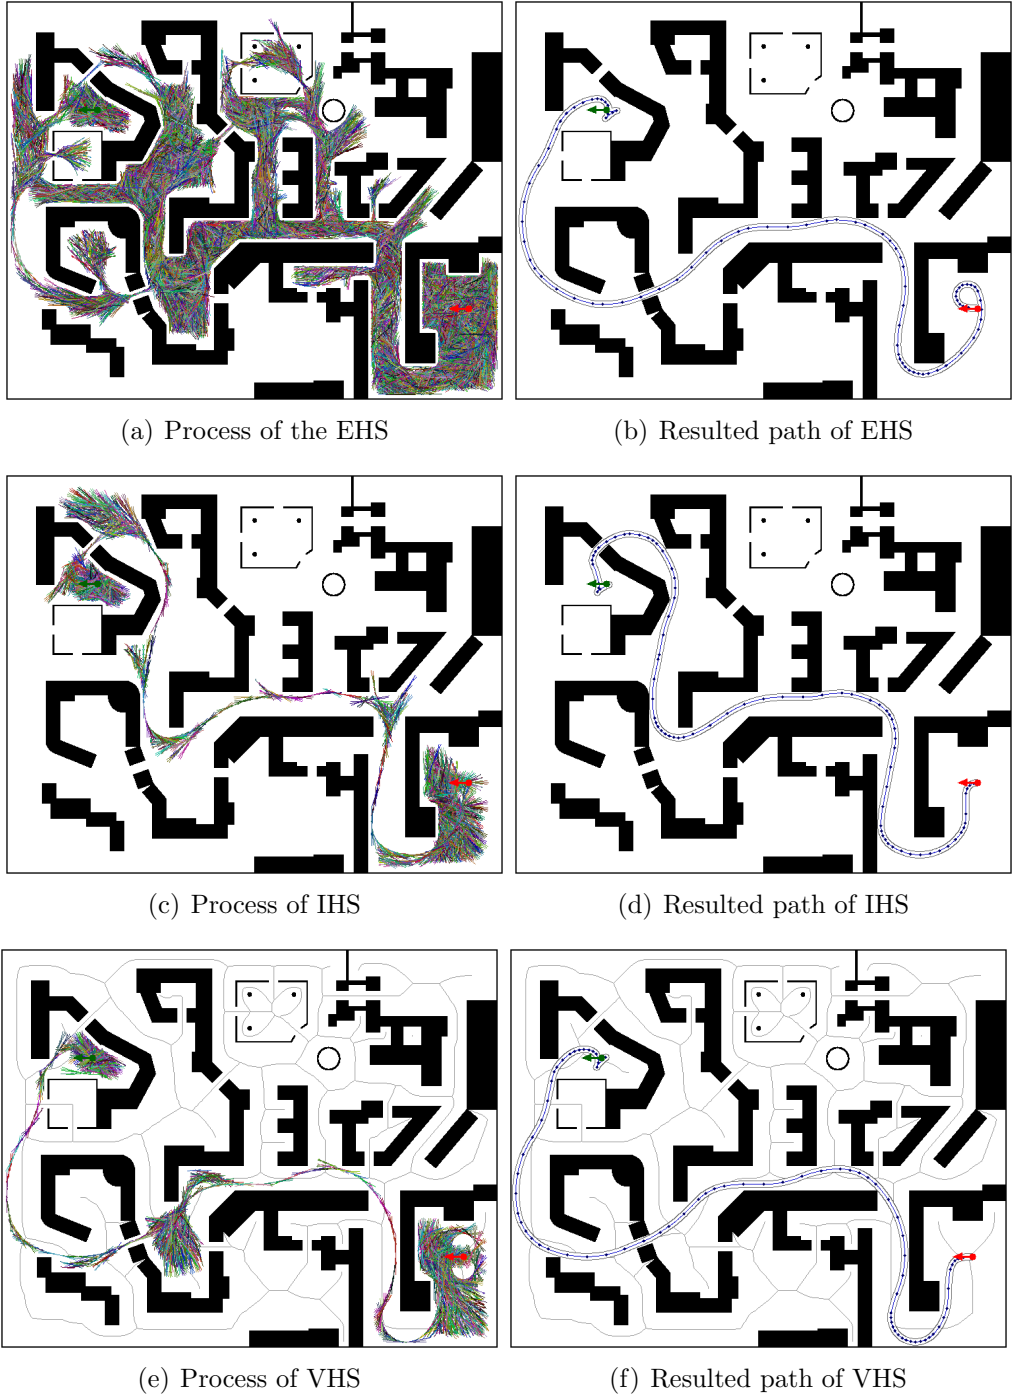 (a) Process of the EHS
(b) Resulted path of EHS
(c) Process of IHS
(d) Resulted path of IHS
(e) Process of VHS
(f) Resulted path of VHS